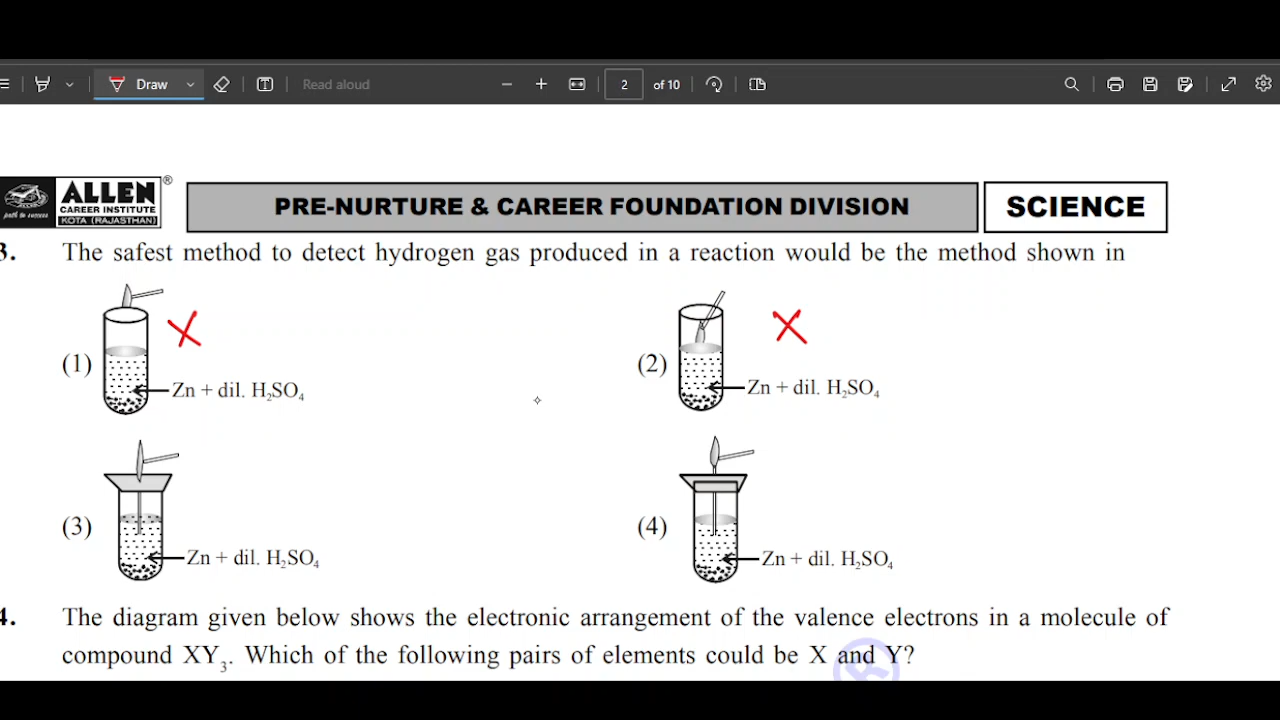 Draw
Read aloud
2 of 10
ALLEN®
CAREER INSTITUTE
KOTA (RAJASTHAN)
path to success
PRE-NURTURE & CAREER FOUNDATION DIVISION
SCIENCE
3. The safest method to detect hydrogen gas produced in a reaction would be the method shown in
(1) Zn + dil. H₂SO₄
(2) Zn + dil. H₂SO₄
(3) Zn + dil. H₂SO₄
(4) Zn + dil. H₂SO₄
4. The diagram given below shows the electronic arrangement of the valence electrons in a molecule of
compound XY₃. Which of the following pairs of elements could be X and Y?